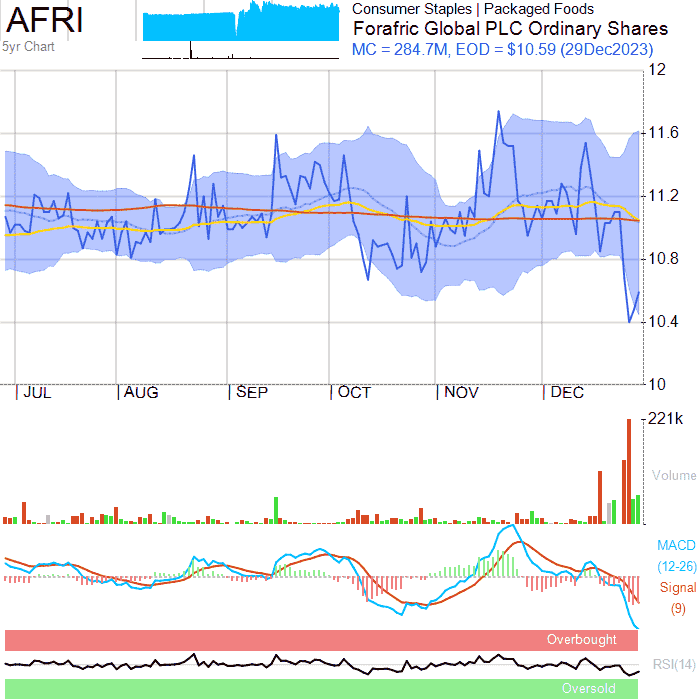 AFRI
5yr Chart
Consumer Staples | Packaged Foods
Forafric Global PLC Ordinary Shares
MC = 284.7M, EOD = $10.59 (29Dec2023)
12
11.6
11.2
10.8
10.4
10
JUL AUG SEP OCT NOV DEC
221k
Volume
MACD
(12-26)
Signal
(9)
Overbought
RSI(14)
Oversold